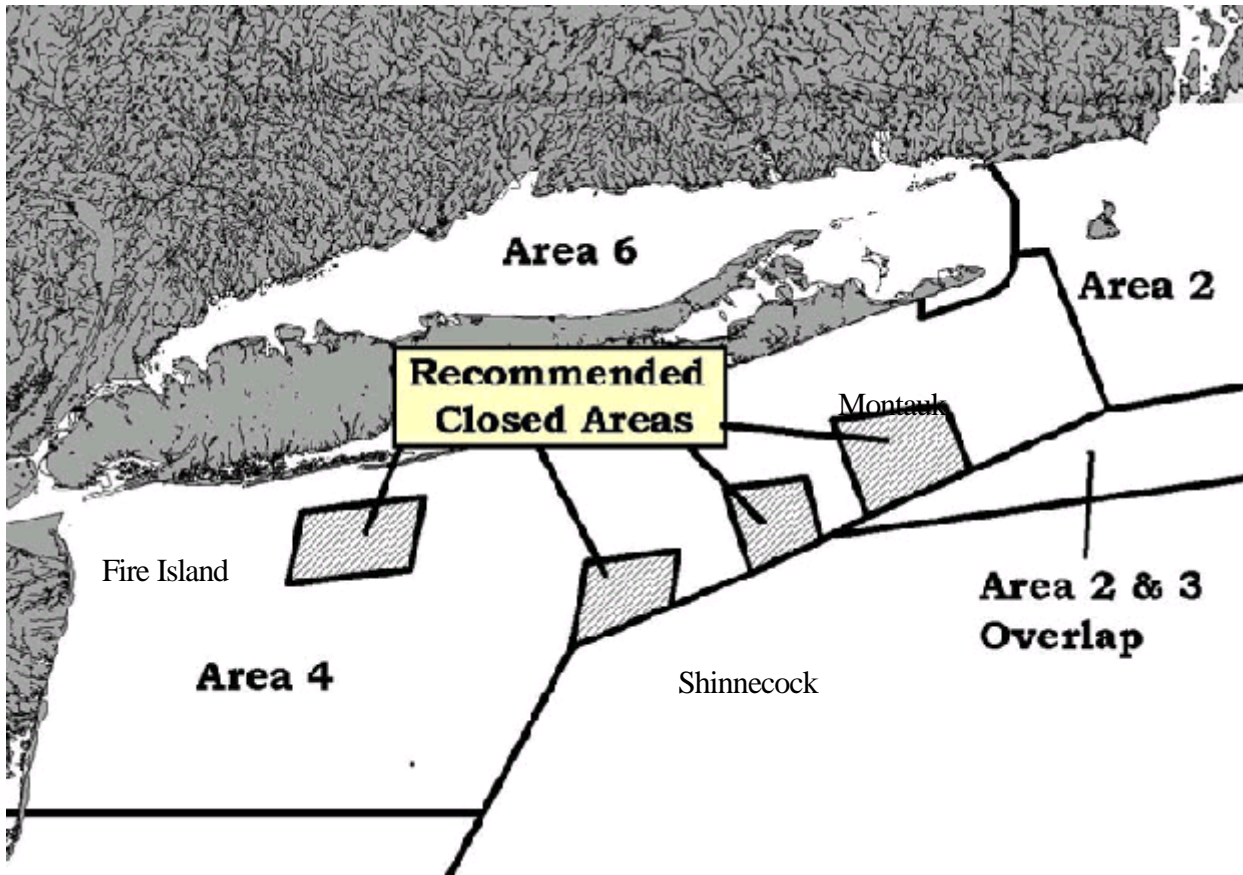 Area 6
Area 2
Recommended
Closed Areas
Montauk
Fire Island
Area 2 & 3
Overlap
Area 4
Shinnecock